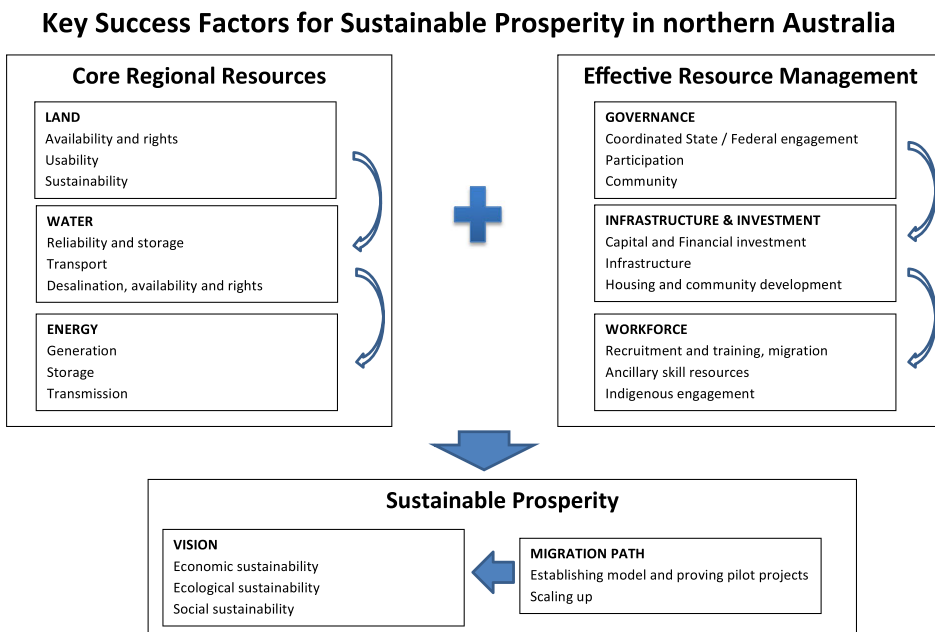 Key Success Factors for Sustainable Prosperity in northern Australia
Core Regional Resources
LAND
Availability and rights
Usability
Sustainability
WATER
Reliability and storage
Transport
Desalination, availability and rights
ENERGY
Generation
Storage
Transmission
Effective Resource Management
GOVERNANCE
Coordinated State / Federal engagement
Participation
Community
INFRASTRUCTURE & INVESTMENT
Capital and Financial investment
Infrastructure
Housing and community development
WORKFORCE
Recruitment and training, migration
Ancillary skill resources
Indigenous engagement
Sustainable Prosperity
VISION
Economic sustainability
Ecological sustainability
Social sustainability
MIGRATION PATH
Establishing model and proving pilot projects
Scaling up